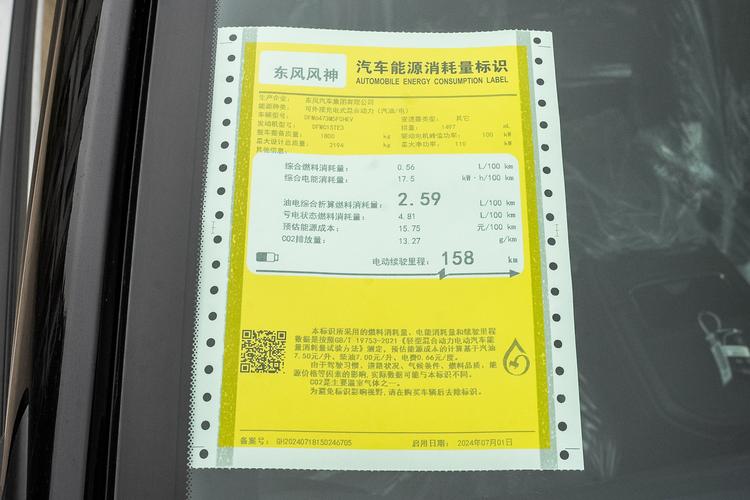 东风风神
汽车能源消耗量标识
AUTOMOBILE ENERGY CONSUMPTION LABEL
生产企业： 东风汽车集团有限公司
能源种类： 可外接充电式混合动力（汽油/电）
车辆型号： DFM6473M5F0HEV 变速器类型： 其它
发动机型号： DFMG15TE3 排量： 1497 mL
整车整备质量： 1800 kg 驱动电机峰值功率： 100 kW
最大设计总质量： 2194 kg 最大净功率： 110 kW
其他信息：
综合燃料消耗量： 0.56 L/100 km
综合电能消耗量： 17.5 kW·h/100 km
油电综合折算燃料消耗量： 2.59 L/100 km
亏电状态燃料消耗量： 4.81 L/100 km
预估能源成本： 15.75 元/100 km
CO2排放量： 13.27 g/km
电动续驶里程： 158 km
本标识所采用的燃料消耗量、电能消耗量和续驶里程
数据是按照GB/T 19753-2021《轻型混合动力电动汽车能
量消耗量试验方法》测定，预估能源成本的计算基于汽油
7.50元/升、柴油7.00元/升、电费0.66元/度。
由于驾驶习惯、道路状况、气候条件、燃料品质、能
源价格等因素的影响,实际数据可能与本标识不同。
CO2是主要温室气体之一。
为避免标识影响视野,请在购买车辆后去除标识。
备案号： QH20240718150246705 启用日期： 2024年07月01日